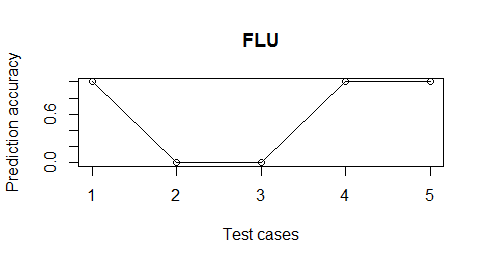 FLU
Prediction accuracy
0.6
0.0
1 2 3 4 5
Test cases